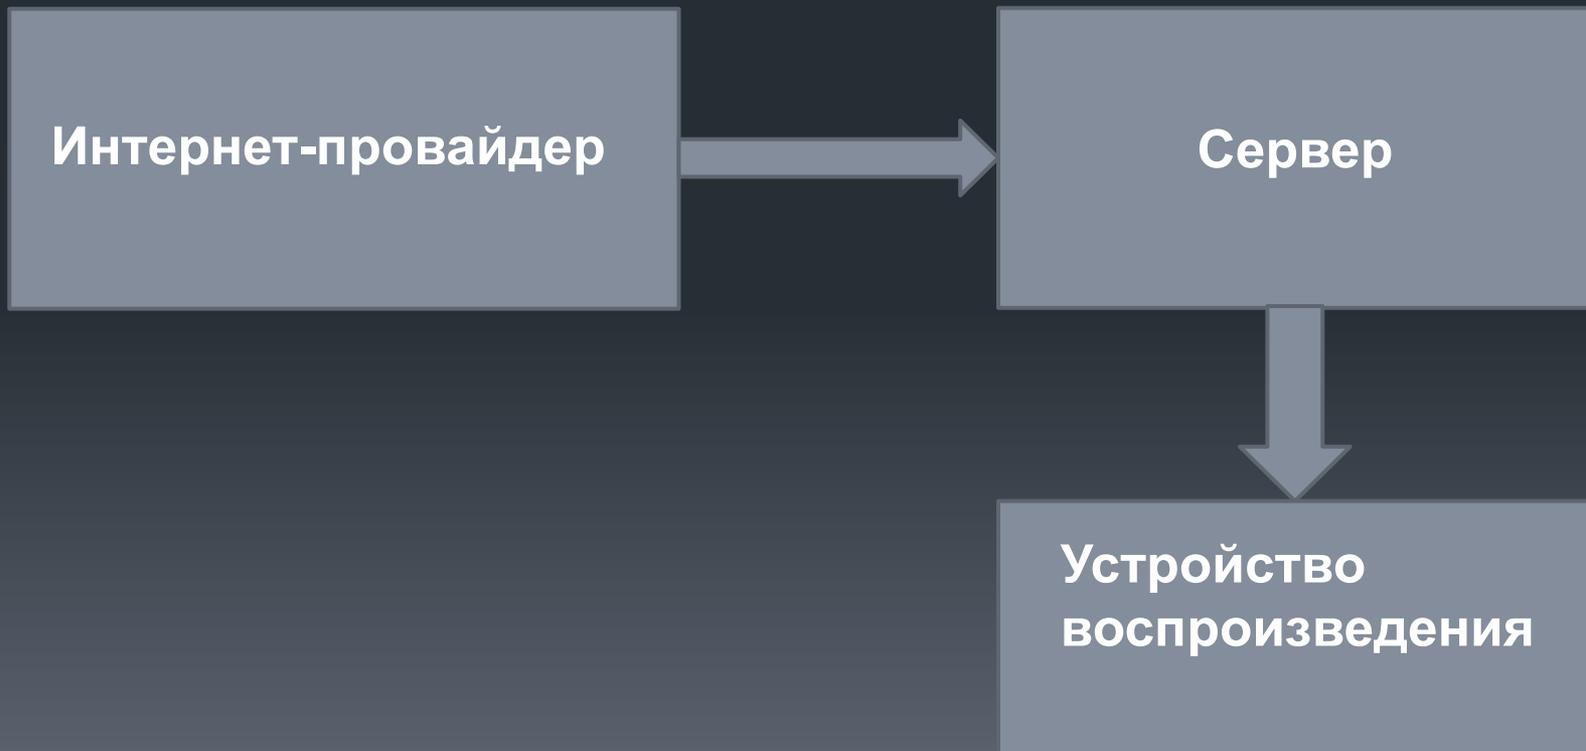 Интернет-провайдер
Сервер
Устройство
воспроизведения